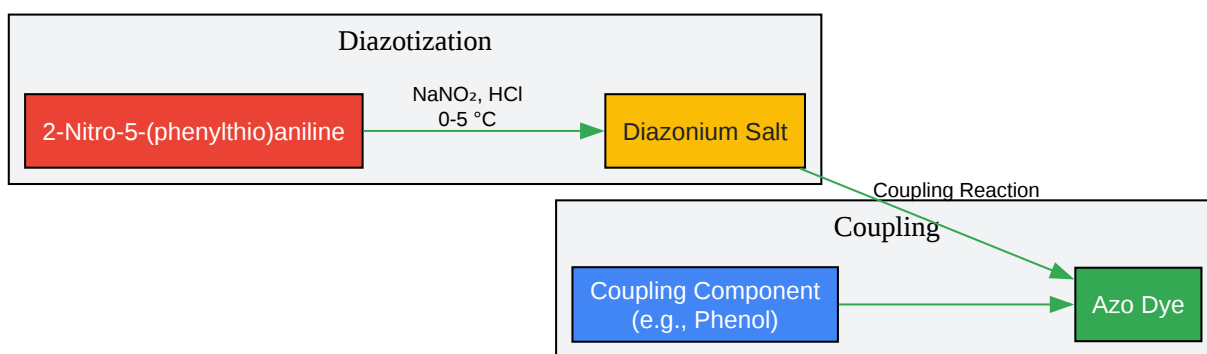 Diazotization
2-Nitro-5-(phenylthio)aniline
NaNO₂, HCl
0-5 °C
Diazonium Salt
Coupling Reaction
Coupling
Coupling Component
(e.g., Phenol)
Azo Dye